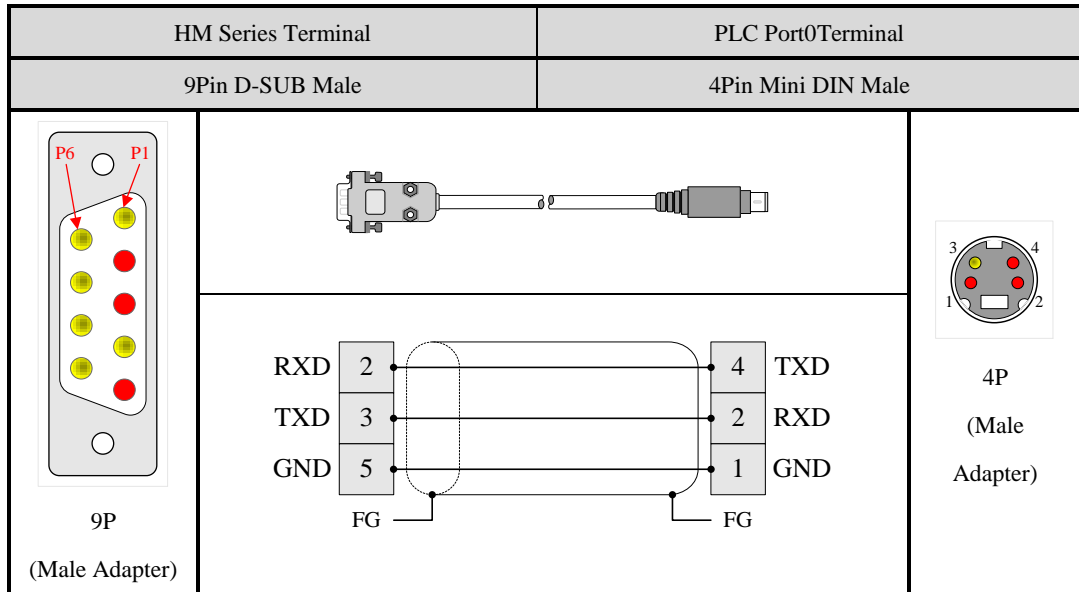 HM Series Terminal
PLC Port0Terminal
9Pin D-SUB Male
4Pin Mini DIN Male
P6
P1
9P
(Male Adapter)
RXD 2
4 TXD
TXD 3
2 RXD
GND 5
1 GND
FG
FG
3
4
1
2
4P
(Male
Adapter)